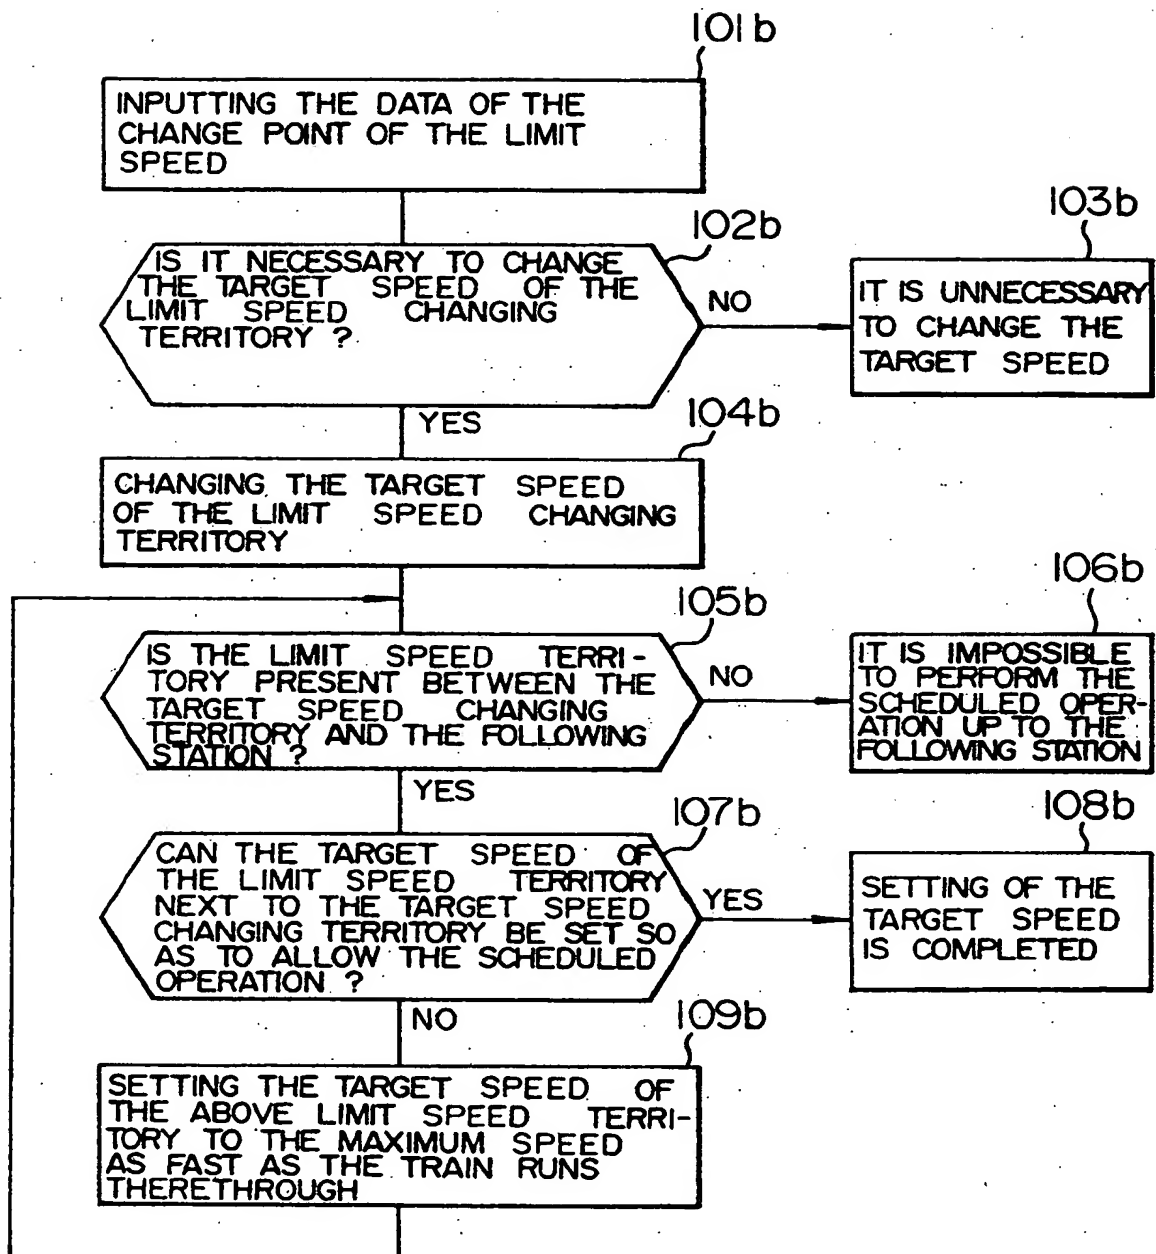 101b
INPUTTING THE DATA OF THE
CHANGE POINT OF THE LIMIT
SPEED
102b
IS IT NECESSARY TO CHANGE
THE TARGET SPEED OF THE
LIMIT SPEED CHANGING
TERRITORY ?
NO
103b
IT IS UNNECESSARY
TO CHANGE THE
TARGET SPEED
YES
104b
CHANGING THE TARGET SPEED
OF THE LIMIT SPEED CHANGING
TERRITORY
105b
IS THE LIMIT SPEED TERRI-
TORY PRESENT BETWEEN THE
TARGET SPEED CHANGING
TERRITORY AND THE FOLLOWING
STATION ?
NO
106b
IT IS IMPOSSIBLE
TO PERFORM THE
SCHEDULED OPER-
ATION UP TO THE
FOLLOWING STATION
YES
107b
CAN THE TARGET SPEED OF
THE LIMIT SPEED TERRITORY
NEXT TO THE TARGET SPEED
CHANGING TERRITORY BE SET SO
AS TO ALLOW THE SCHEDULED
OPERATION ?
YES
108b
SETTING OF THE
TARGET SPEED
IS COMPLETED
NO
109b
SETTING THE TARGET SPEED OF
THE ABOVE LIMIT SPEED TERRI-
TORY TO THE MAXIMUM SPEED
AS FAST AS THE TRAIN RUNS
THERETHROUGH